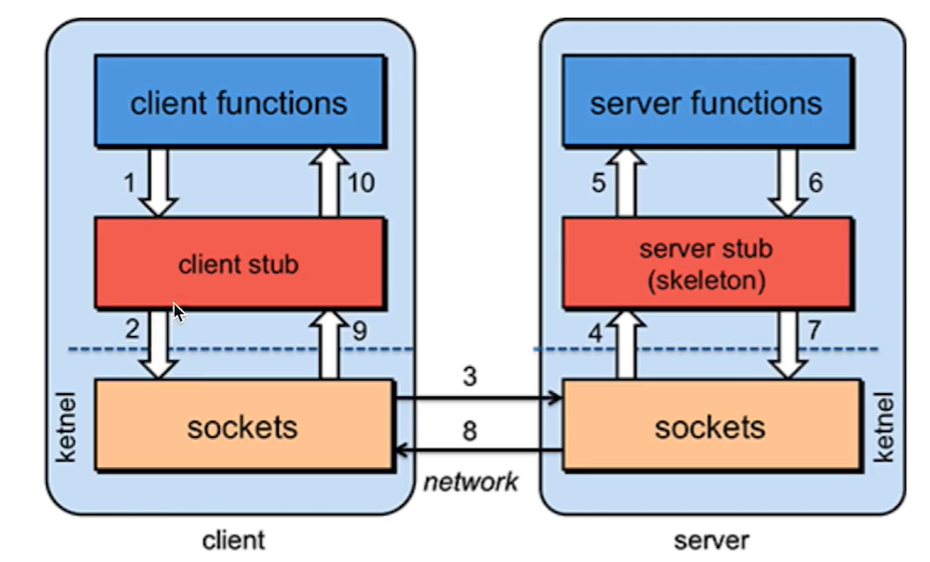 client functions
server functions
1
10
5
6
client stub
server stub
(skeleton)
2
9
4
7
3
ketnel
sockets
8
sockets
ketnel
network
client
server